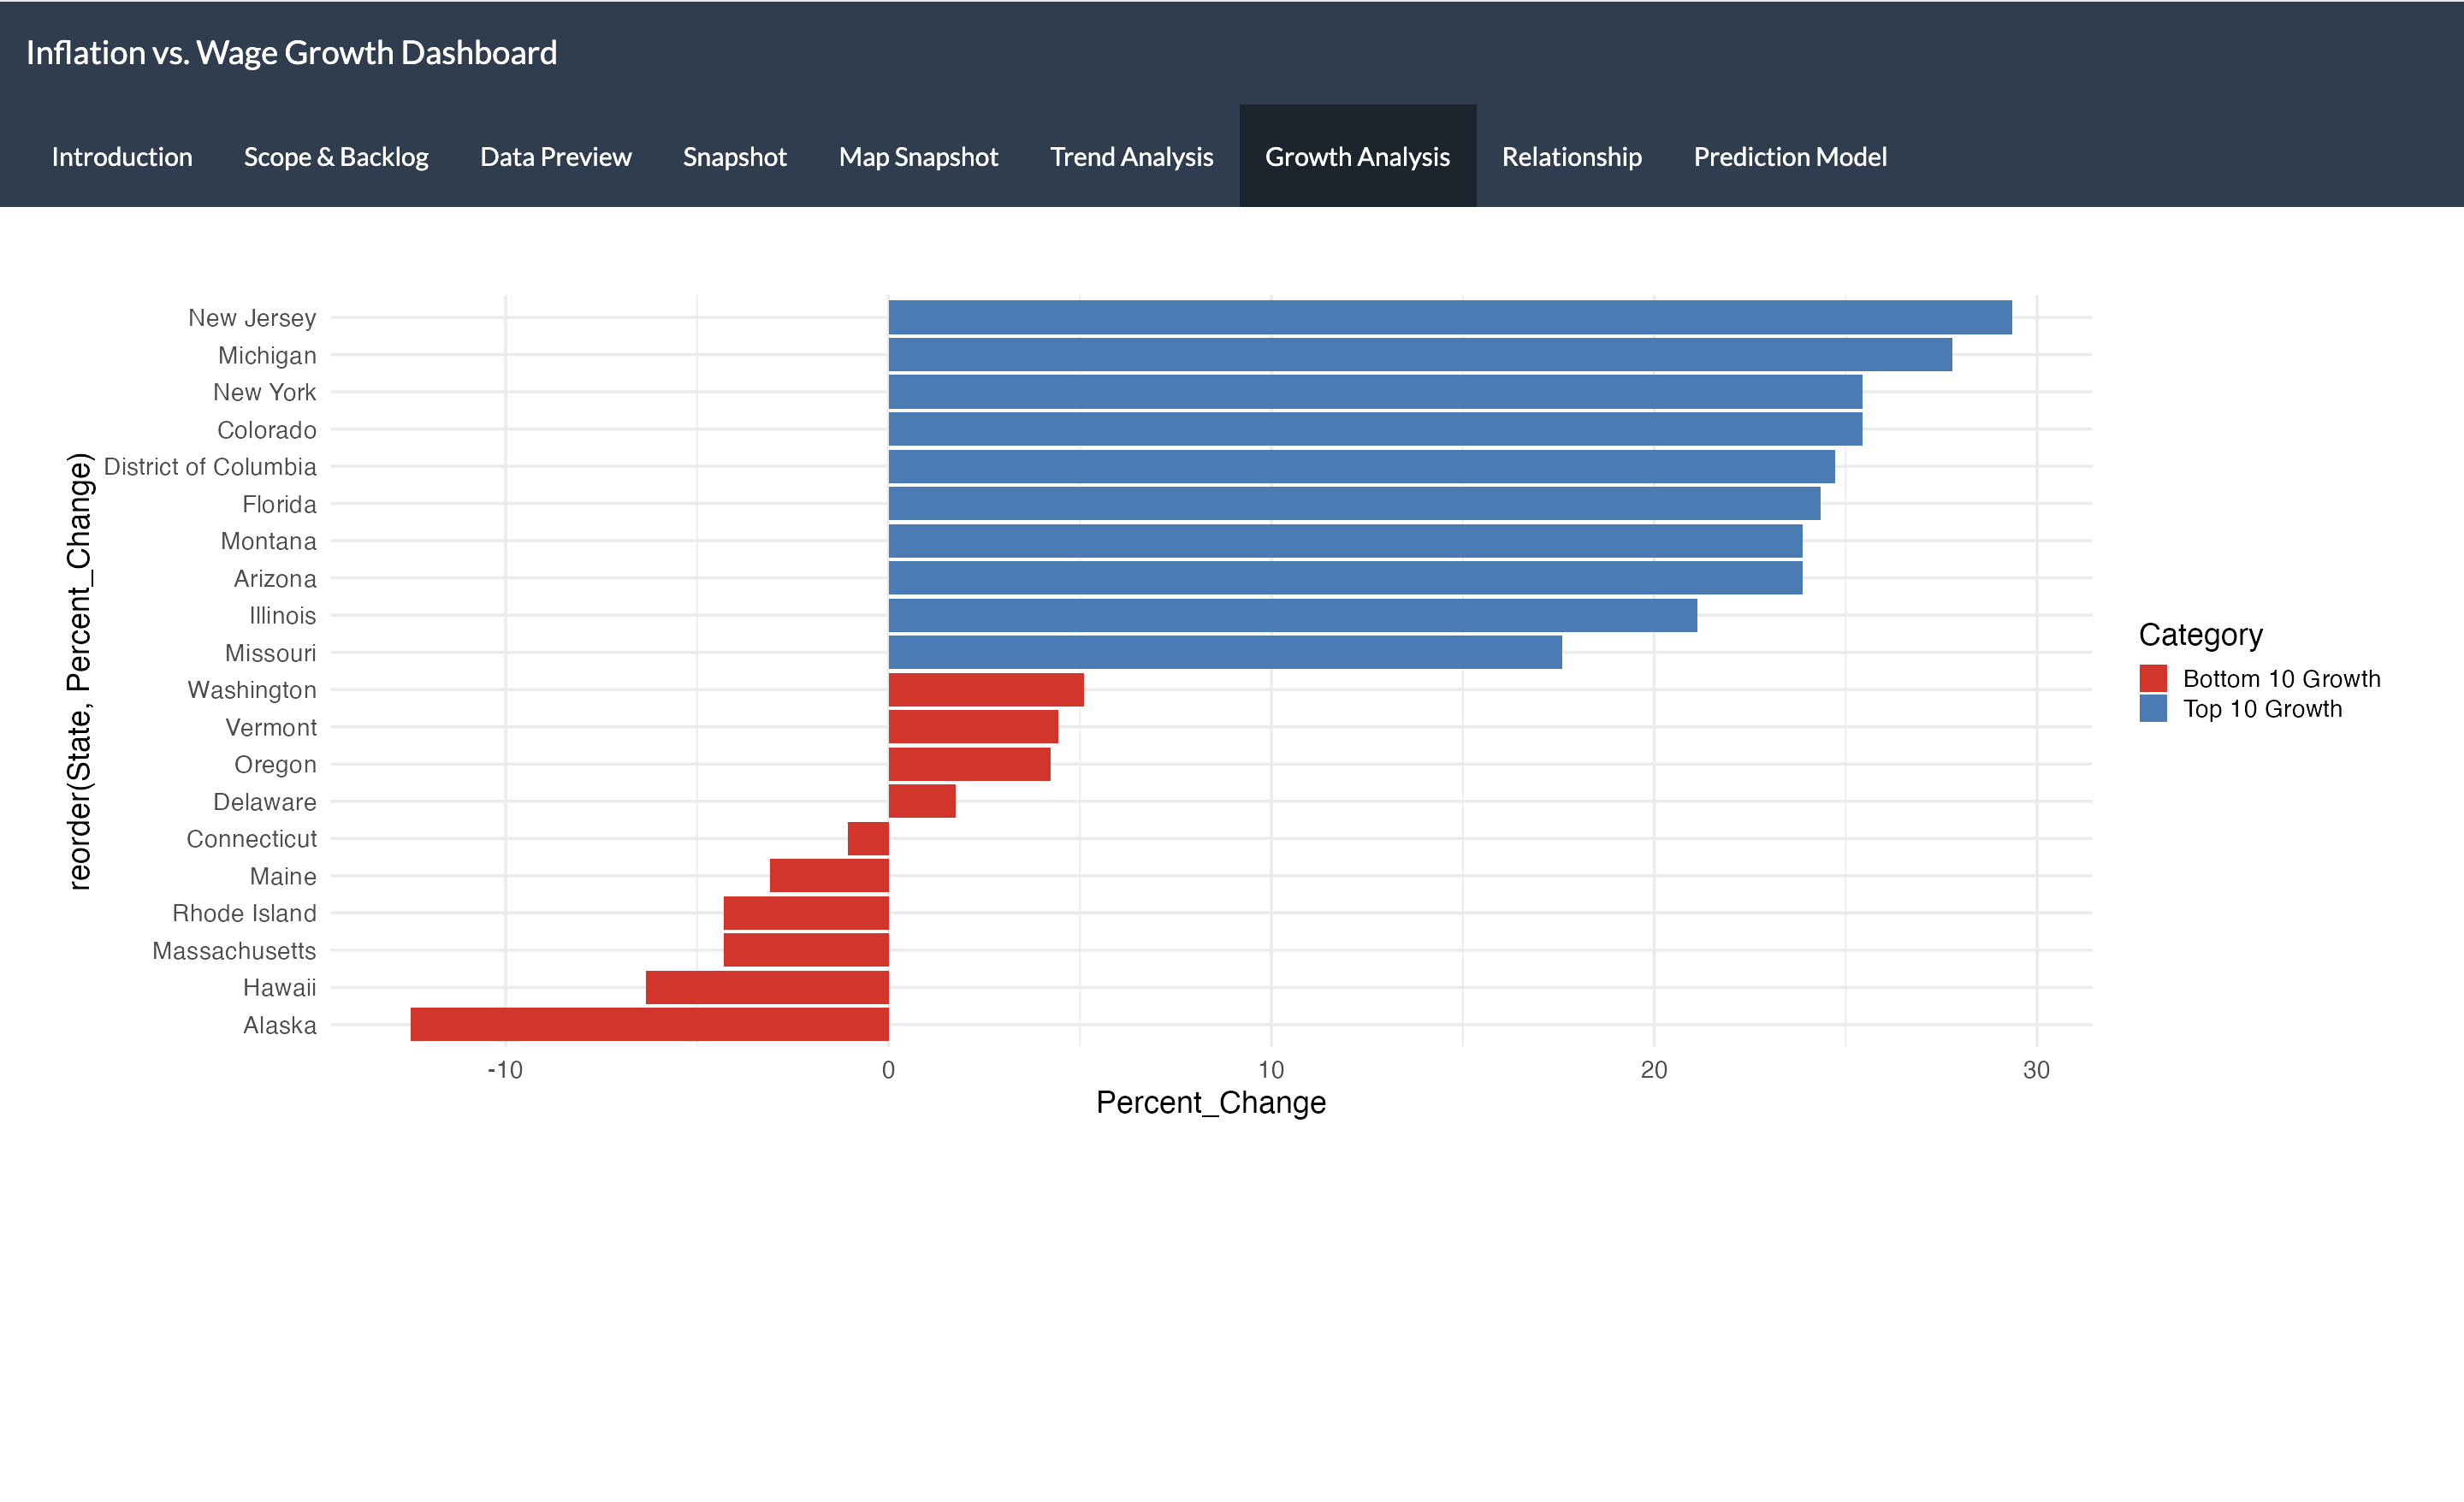 Inflation vs. Wage Growth Dashboard
Introduction Scope & Backlog Data Preview Snapshot Map Snapshot Trend Analysis Growth Analysis Relationship Prediction Model
reorder(State, Percent_Change)
New Jersey
Michigan
New York
Colorado
District of Columbia
Florida
Montana
Arizona
Illinois
Missouri
Washington
Vermont
Oregon
Delaware
Connecticut
Maine
Rhode Island
Massachusetts
Hawaii
Alaska
-10 0 10 20 30
Percent_Change
Category
Bottom 10 Growth
Top 10 Growth